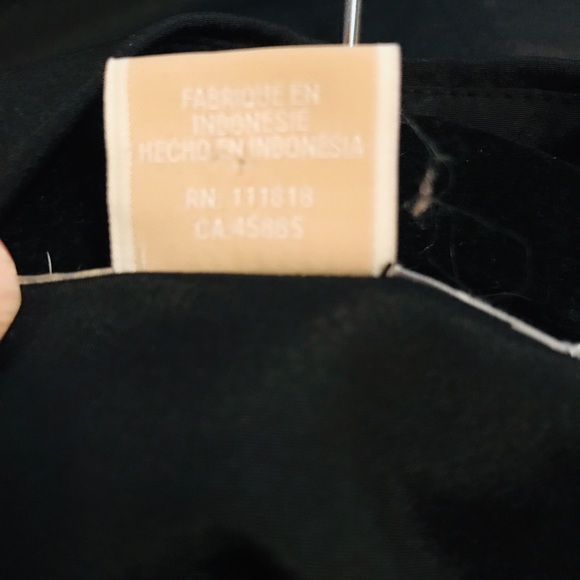 FABRIQUE EN
INDONESIE
HECHO EN INDONESIA
RN. 111818
CA.45885